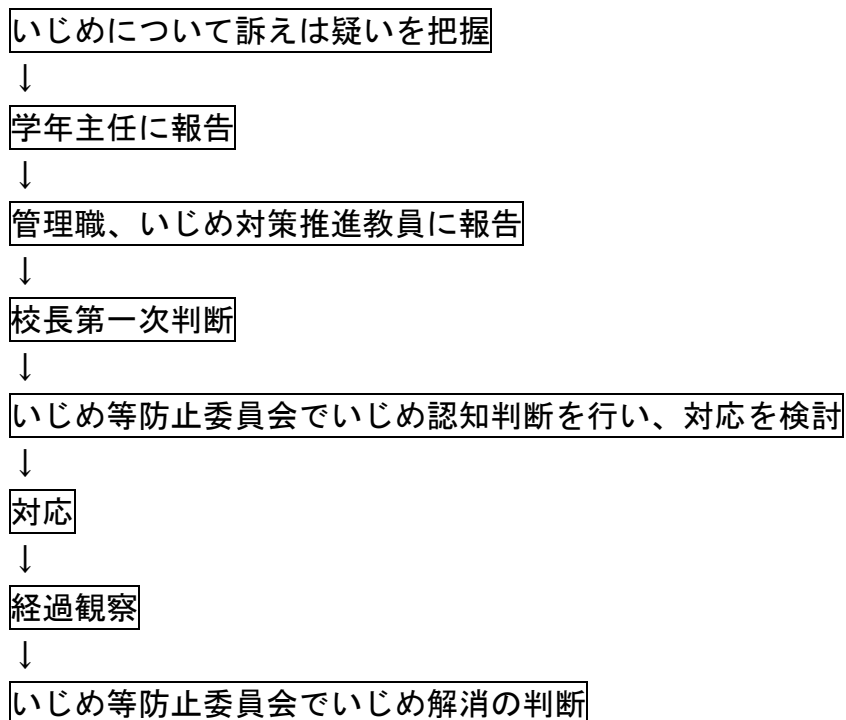 いじめについて訴えは疑いを把握
↓
学年主任に報告
↓
管理職、いじめ対策推進教員に報告
↓
校長第一次判断
↓
いじめ等防止委員会でいじめ認知判断を行い、対応を検討
↓
対応
↓
経過観察
↓
いじめ等防止委員会でいじめ解消の判断